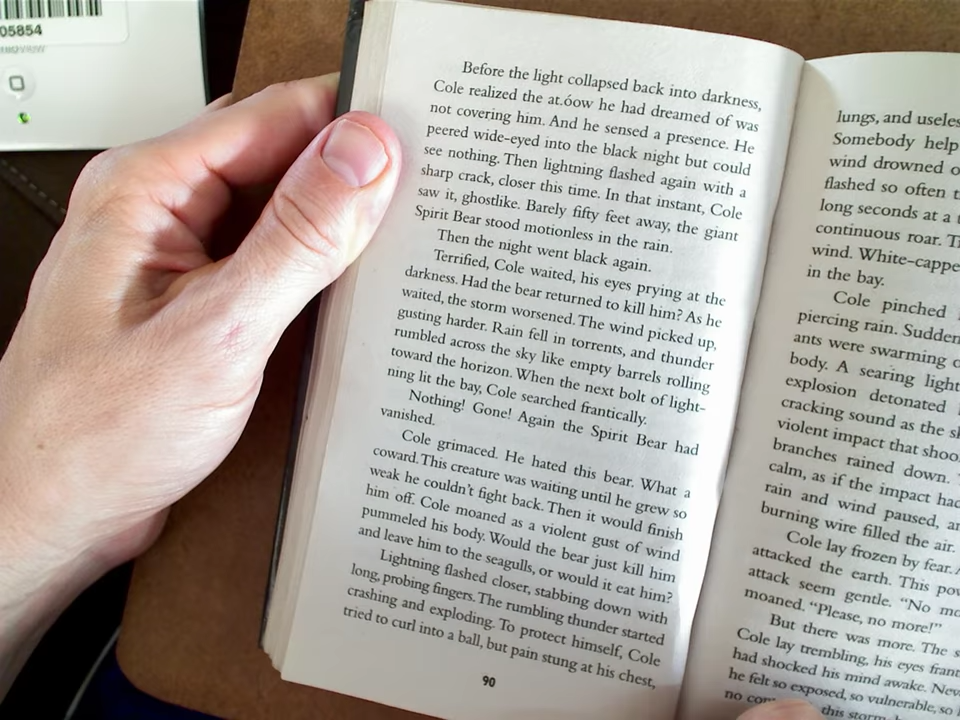 05854
Before the light collapsed back into darkness,
Cole realized the at.óow he had dreamed of was
not covering him. And he sensed a presence. He
peered wide-eyed into the black night but could
see nothing. Then lightning flashed again with a
sharp crack, closer this time. In that instant, Cole
saw it, ghostlike. Barely fifty feet away, the giant
Spirit Bear stood motionless in the rain.
Then the night went black again.
Terrified, Cole waited, his eyes prying at the
darkness. Had the bear returned to kill him? As he
waited, the storm worsened. The wind picked up,
gusting harder. Rain fell in torrents, and thunder
rumbled across the sky like empty barrels rolling
toward the horizon. When the next bolt of light-
ning lit the bay, Cole searched frantically.
Nothing! Gone! Again the Spirit Bear had
vanished.
Cole grimaced. He hated this bear. What a
coward. This creature was waiting until he grew so
weak he couldn't fight back. Then it would finish
him off. Cole moaned as a violent gust of wind
pummeled his body. Would the bear just kill him
and leave him to the seagulls, or would it eat him?
Lightning flashed closer, stabbing down with
long, probing fingers. The rumbling thunder started
crashing and exploding. To protect himself, Cole
tried to curl into a ball, but pain stung at his chest,
90
lungs, and useles
Somebody help
wind drowned o
flashed so often t
long seconds at a
continuous roar. T
wind. White-cappe
in the bay.
Cole pinched
piercing rain. Sudden
ants were swarming o
body. A searing light
explosion detonated
cracking sound as the s
violent impact that shoo
branches rained down.
calm, as if the impact had
rain and wind paused, an
burning wire filled the air.
Cole lay frozen by fear.
attacked the earth. This pow
attack seem gentle. "No mo
moaned. "Please, no more!"
But there was more. The s
Cole lay trembling, his eyes frant
had shocked his mind awake. Nev
he felt so exposed, so vulnerable, so
no this storm